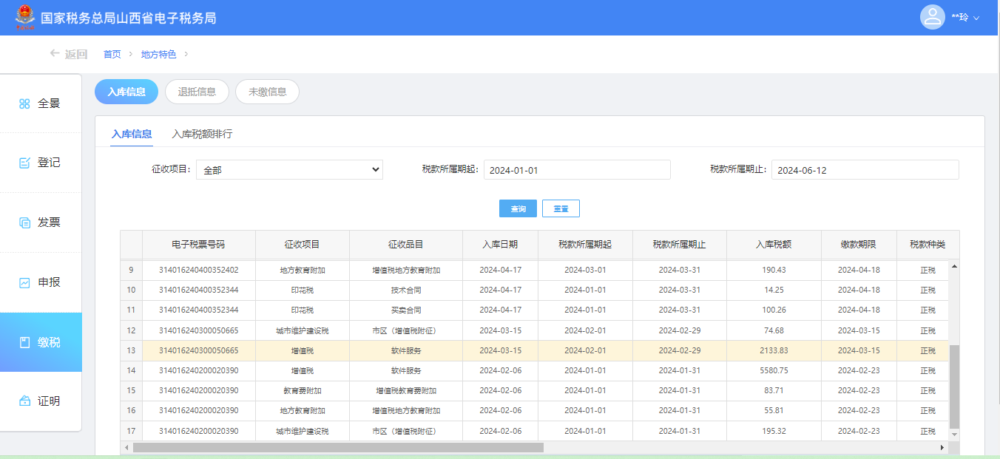 国家税务总局山西省电子税务局
**玲
返回 首页 > 地方特色 >
全景
登记
发票
申报
缴税
证明
入库信息 退抵信息 未缴信息
入库信息 入库税额排行
征收项目: 全部 税款所属期起: 2024-01-01 税款所属期止: 2024-06-12
查询 重置
电子税票号码 征收项目 征收品目 入库日期 税款所属期起 税款所属期止 入库税额 缴款期限 税款种类
9 314016240400352402 地方教育附加 增值税地方教育附加 2024-04-17 2024-03-01 2024-03-31 190.43 2024-04-18 正税
10 314016240400352344 印花税 技术合同 2024-04-17 2024-01-01 2024-03-31 14.25 2024-04-18 正税
11 314016240400352344 印花税 买卖合同 2024-04-17 2024-01-01 2024-03-31 100.26 2024-04-18 正税
12 314016240300050665 城市维护建设税 市区（增值税附征） 2024-03-15 2024-02-01 2024-02-29 74.68 2024-03-15 正税
13 314016240300050665 增值税 软件服务 2024-03-15 2024-02-01 2024-02-29 2133.83 2024-03-15 正税
14 314016240200020390 增值税 软件服务 2024-02-06 2024-01-01 2024-01-31 5580.75 2024-02-23 正税
15 314016240200020390 教育费附加 增值税教育费附加 2024-02-06 2024-01-01 2024-01-31 83.71 2024-02-23 正税
16 314016240200020390 地方教育附加 增值税地方教育附加 2024-02-06 2024-01-01 2024-01-31 55.81 2024-02-23 正税
17 314016240200020390 城市维护建设税 市区（增值税附征） 2024-02-06 2024-01-01 2024-01-31 195.32 2024-02-23 正税